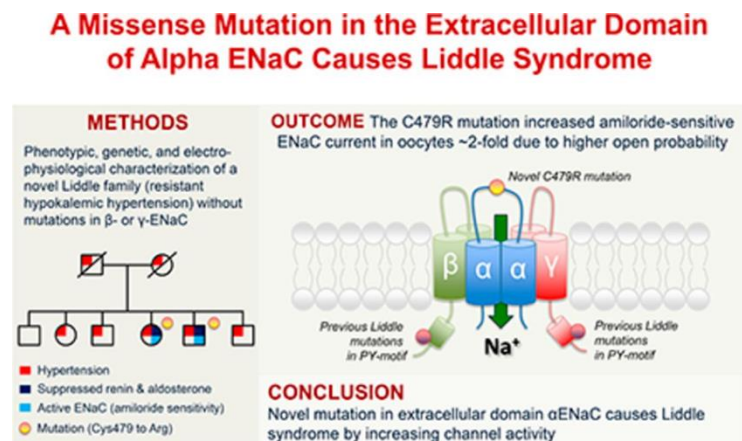 A Missense Mutation in the Extracellular Domain
of Alpha ENaC Causes Liddle Syndrome
METHODS
Phenotypic, genetic, and electro-
physiological characterization of a
novel Liddle family (resistant
hypokalemic hypertension) without
mutations in β- or γ-ENaC
Hypertension
Suppressed renin & aldosterone
Active ENaC (amiloride sensitivity)
Mutation (Cys479 to Arg)
OUTCOME The C479R mutation increased amiloride-sensitive
ENaC current in oocytes ~2-fold due to higher open probability
Novel C479R mutation
β α α γ
Previous Liddle
mutations
in PY-motif
Na⁺
Previous Liddle
mutations
in PY-motif
CONCLUSION
Novel mutation in extracellular domain αENaC causes Liddle
syndrome by increasing channel activity